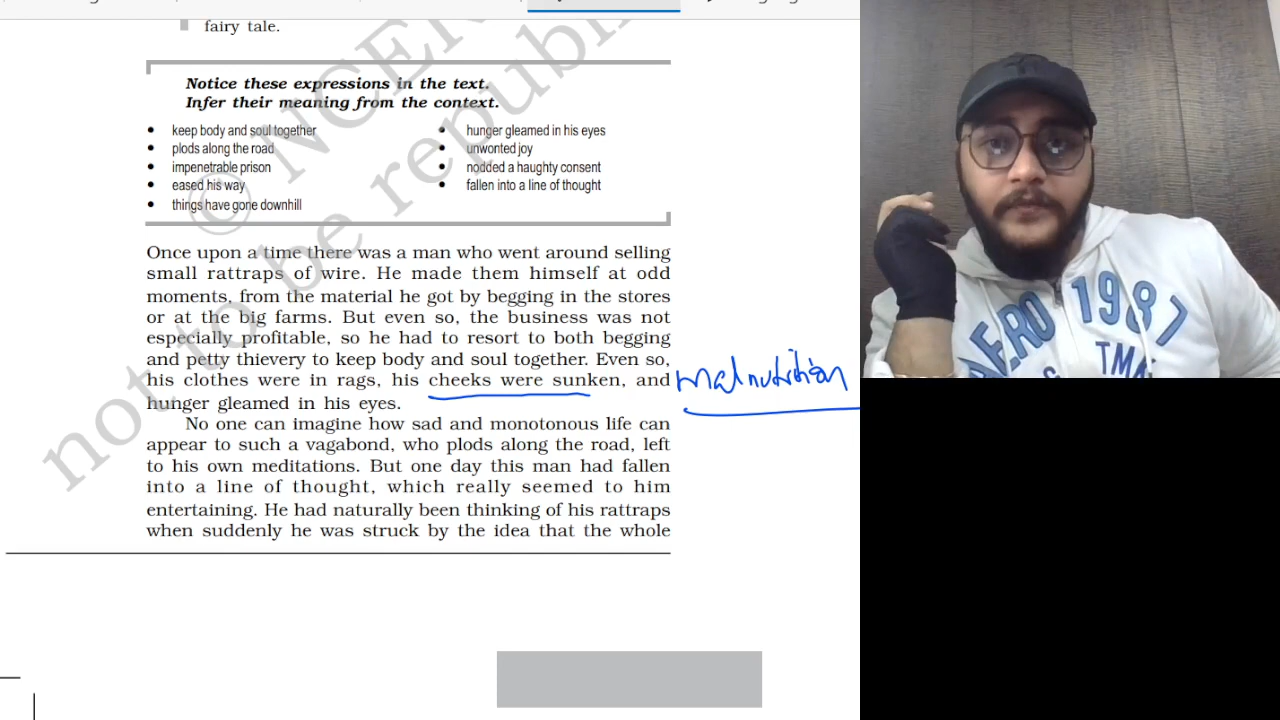 fairy tale.
Notice these expressions in the text.
Infer their meaning from the context.
• keep body and soul together
• hunger gleamed in his eyes
• plods along the road
• unwonted joy
• impenetrable prison
• nodded a haughty consent
• eased his way
• fallen into a line of thought
• things have gone downhill
Once upon a time there was a man who went around selling
small rattraps of wire. He made them himself at odd
moments, from the material he got by begging in the stores
or at the big farms. But even so, the business was not
especially profitable, so he had to resort to both begging
and petty thievery to keep body and soul together. Even so,
his clothes were in rags, his cheeks were sunken, and
malnutrition
hunger gleamed in his eyes.
No one can imagine how sad and monotonous life can
appear to such a vagabond, who plods along the road, left
to his own meditations. But one day this man had fallen
into a line of thought, which really seemed to him
entertaining. He had naturally been thinking of his rattraps
when suddenly he was struck by the idea that the whole
© NCER
not to be republi
1987
TM